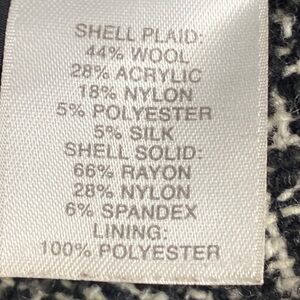 SHELL PLAID:
44% WOOL
28% ACRYLIC
18% NYLON
5% POLYESTER
5% SILK
SHELL SOLID:
66% RAYON
28% NYLON
6% SPANDEX
LINING:
100% POLYESTER